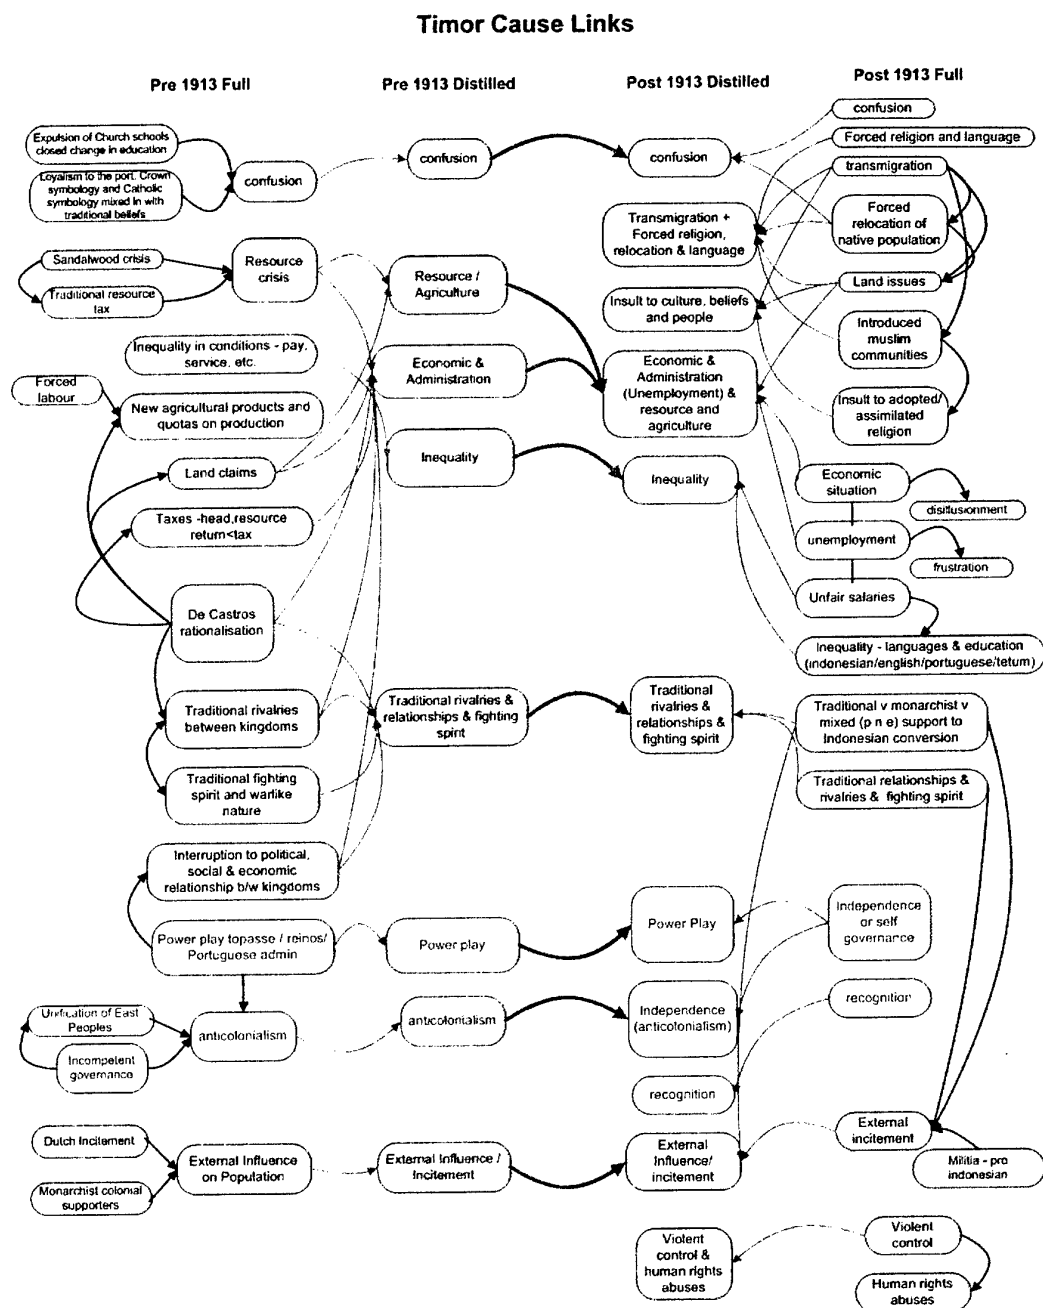 Timor Cause Links
Pre 1913 Full
Pre 1913 Distilled
Post 1913 Distilled
Post 1913 Full
Expulsion of Church schools
closed change in education
Loyalism to the port. Crown
symbology and Catholic
symbology mixed in with
traditional beliefs
confusion
Sandalwood crisis
Traditional resource
tax
Resource
crisis
Inequality in conditions - pay,
service, etc.
Forced
labour
New agricultural products and
quotas on production
Land claims
Taxes -head,resource
return<tax
De Castros
rationalisation
Traditional rivalries
between kingdoms
Traditional fighting
spirit and warlike
nature
Interruption to political,
social & economic
relationship b/w kingdoms
Power play topasse / reinos/
Portuguese admin
Unification of East
Peoples
Incompetent
governance
anticolonialism
Dutch Incitement
Monarchist colonial
supporters
External Influence
on Population
confusion
Resource /
Agriculture
Economic &
Administration
Inequality
Traditional rivalries &
relationships & fighting
spirit
Power play
anticolonialism
External Influence /
Incitement
confusion
Transmigration +
Forced religion,
relocation & language
Insult to culture, beliefs
and people
Economic &
Administration
(Unemployment) &
resource and
agriculture
Inequality
Traditional
rivalries &
relationships &
fighting spirit
Power Play
Independence
(anticolonialism)
recognition
External
Influence/
incitement
Violent
control &
human rights
abuses
confusion
Forced religion and language
transmigration
Forced
relocation of
native population
Land issues
Introduced
muslim
communities
Insult to adopted/
assimilated
religion
Economic
situation
disillusionment
unemployment
frustration
Unfair salaries
Inequality - languages & education
(indonesian/english/portuguese/tetum)
Traditional v monarchist v
mixed (p n e) support to
Indonesian conversion
Traditional relationships &
rivalries & fighting spirit
Independence
or self
governance
recognition
External
incitement
Militia - pro
indonesian
Violent
control
Human rights
abuses